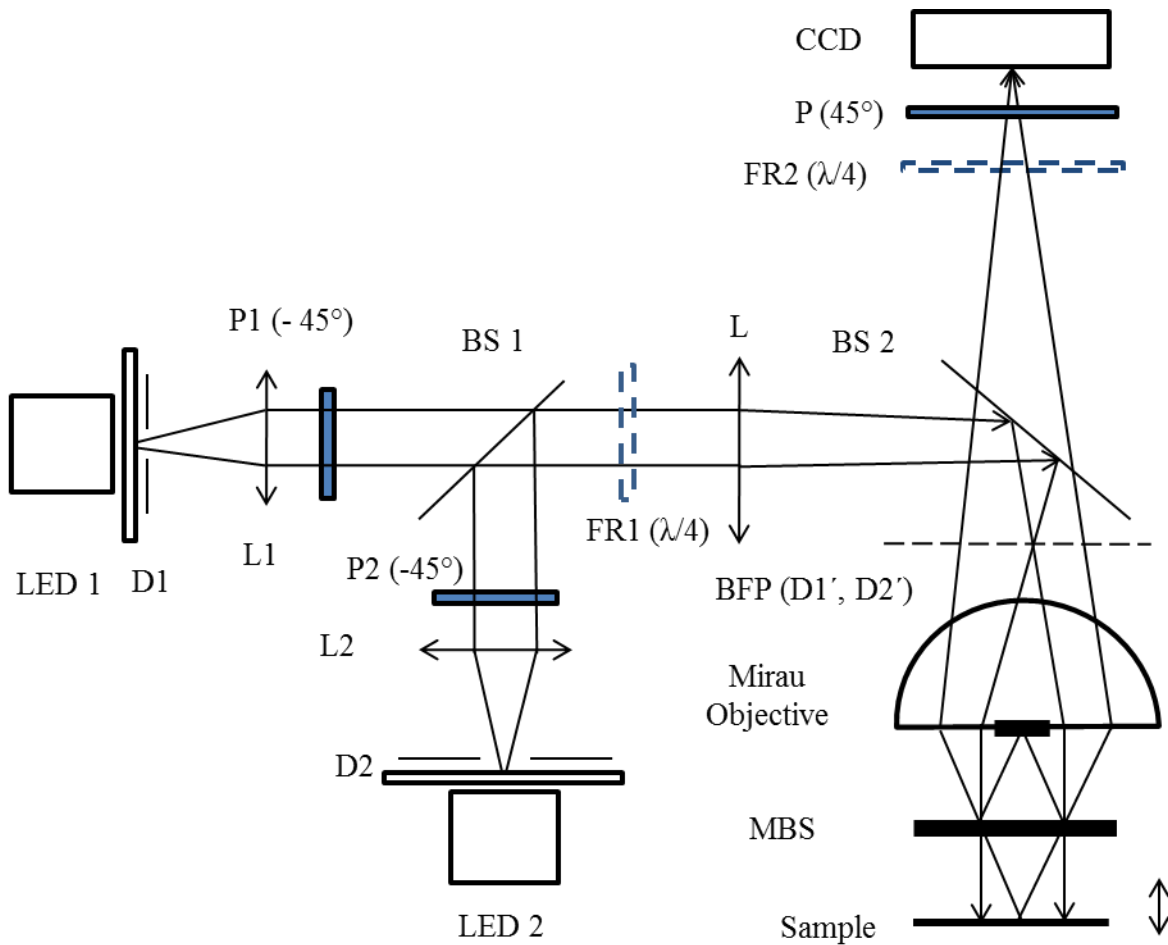 CCD
P (45°)
FR2 (λ/4)
P1 (- 45°)
BS 1
L
BS 2
LED 1
D1
L1
FR1 (λ/4)
P2 (-45°)
BFP (D1´, D2´)
L2
Mirau
Objective
D2
MBS
LED 2
Sample